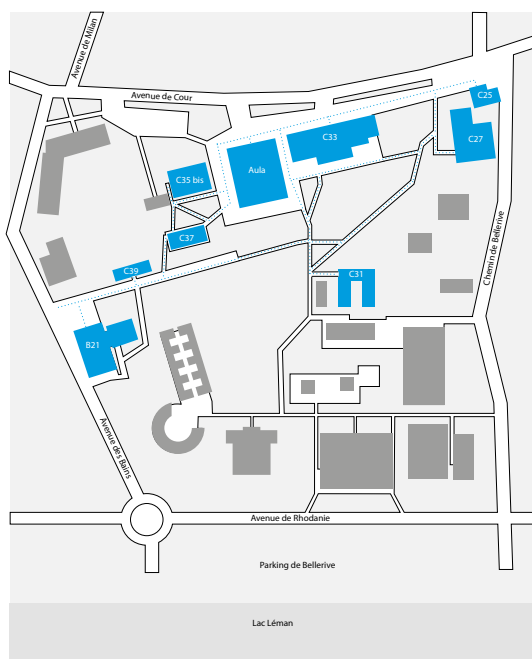 Avenue de Milan
Avenue de Cour
C25
C33
C27
C35 bis
Aula
C37
C39
C31
Chemin de Bellerive
B21
Avenue des Bains
Avenue de Rhodanie
Parking de Bellerive
Lac Léman